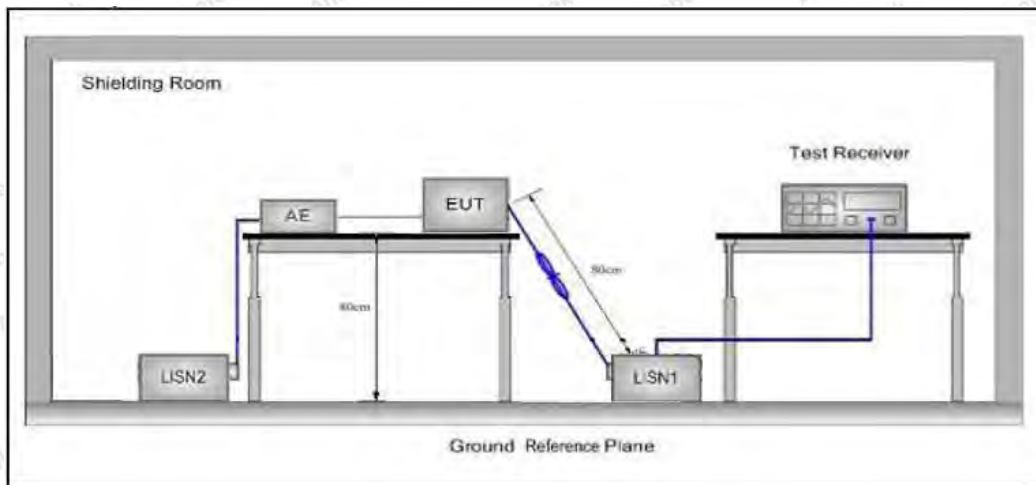 Shielding Room
Test Receiver
AE
EUT
80cm
80cm
LISN2
LISN1
Ground Reference Plane